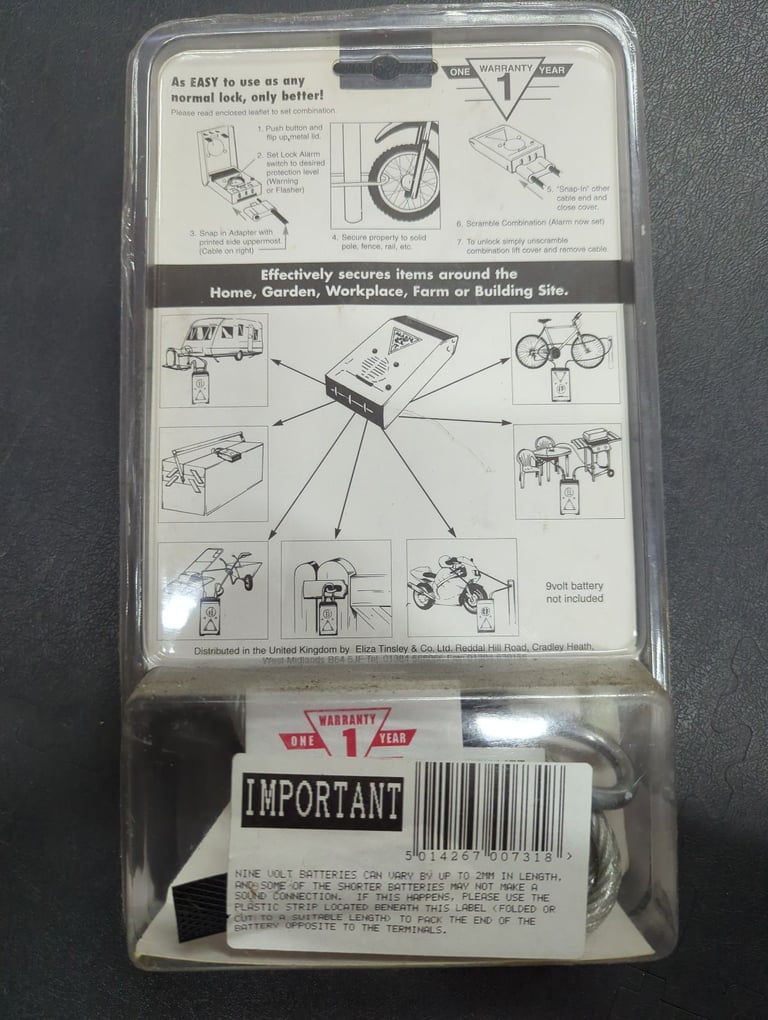 As EASY to use as any
normal lock, only better!
Please read enclosed leaflet to set combination.
ONE WARRANTY YEAR
1
1. Push button and
flip up metal lid.
2. Set Lock Alarm
switch to desired
protection level
(Warning
or Flasher)
3. Snap in Adapter with
printed side uppermost.
(Cable on right)
4. Secure property to solid
pole, fence, rail, etc.
5. "Snap-In" other
cable end and
close cover.
6. Scramble Combination (Alarm now set)
7. To unlock simply unscramble
combination lift cover and remove cable.
Effectively secures items around the
Home, Garden, Workplace, Farm or Building Site.
9volt battery
not included
Distributed in the United Kingdom by Eliza Tinsley & Co. Ltd. Reddal Hill Road, Cradley Heath,
West Midlands B64 5JF Tel: 01384
WARRANTY
ONE 1 YEAR
IMPORTANT
5 014267 007318 >
NINE VOLT BATTERIES CAN VARY BY UP TO 2MM IN LENGTH,
AND SOME OF THE SHORTER BATTERIES MAY NOT MAKE A
SOUND CONNECTION. IF THIS HAPPENS, PLEASE USE THE
PLASTIC STRIP LOCATED BENEATH THIS LABEL (FOLDED OR
CUT TO A SUITABLE LENGTH) TO PACK THE END OF THE
BATTERY OPPOSITE TO THE TERMINALS.